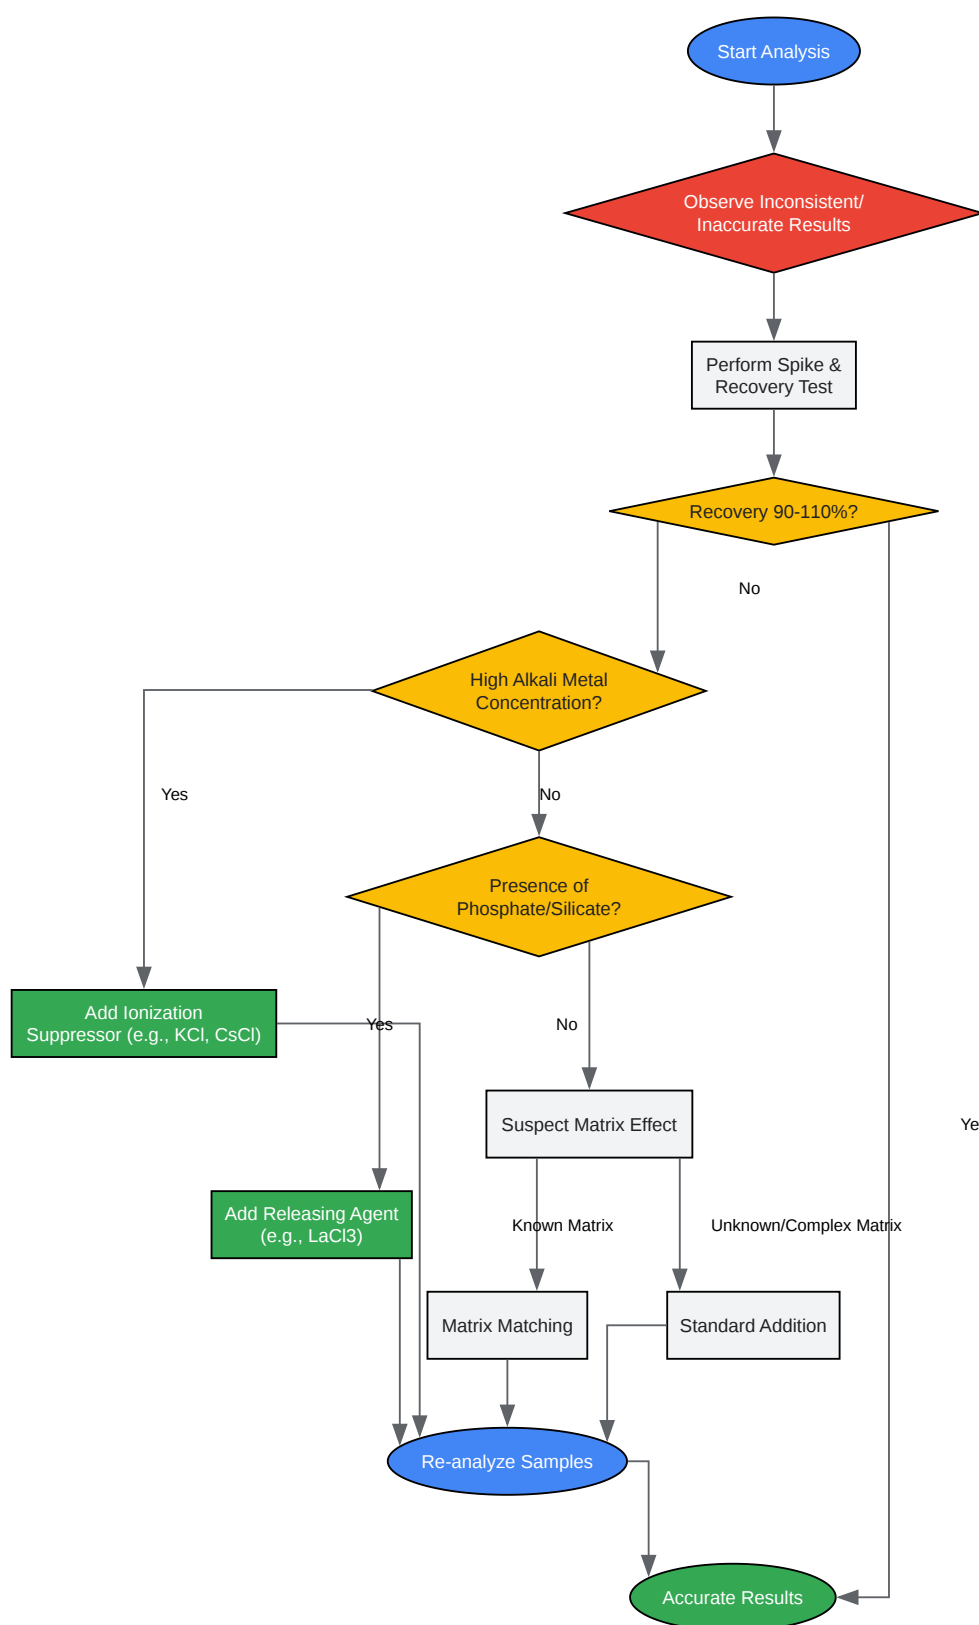 Start Analysis
Observe Inconsistent/
Inaccurate Results
Perform Spike &
Recovery Test
Recovery 90-110%?
No
High Alkali Metal
Concentration?
Yes
No
Presence of
Phosphate/Silicate?
Add Ionization
Suppressor (e.g., KCl, CsCl)
Yes
No
Suspect Matrix Effect
Ye
Add Releasing Agent
(e.g., LaCl3)
Known Matrix
Unknown/Complex Matrix
Matrix Matching
Standard Addition
Re-analyze Samples
Accurate Results